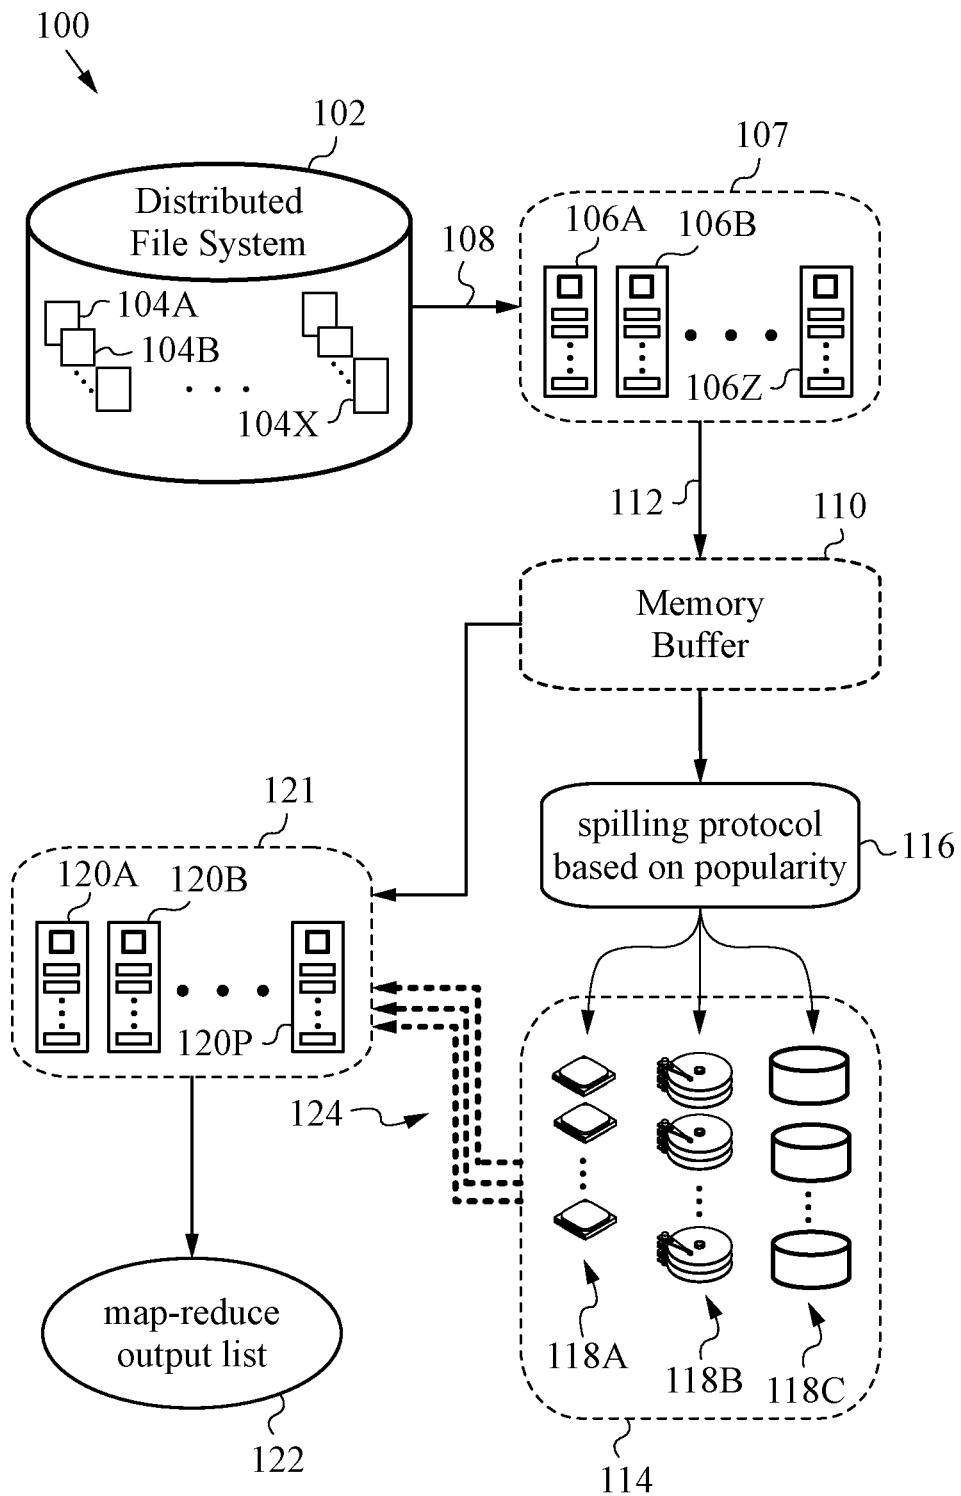 100
102
107
Distributed
File System
106A
106B
108
104A
104B
106Z
104X
112
110
Memory
Buffer
121
spilling protocol
based on popularity
116
120A
120B
120P
124
map-reduce
output list
118A
118B
118C
122
114